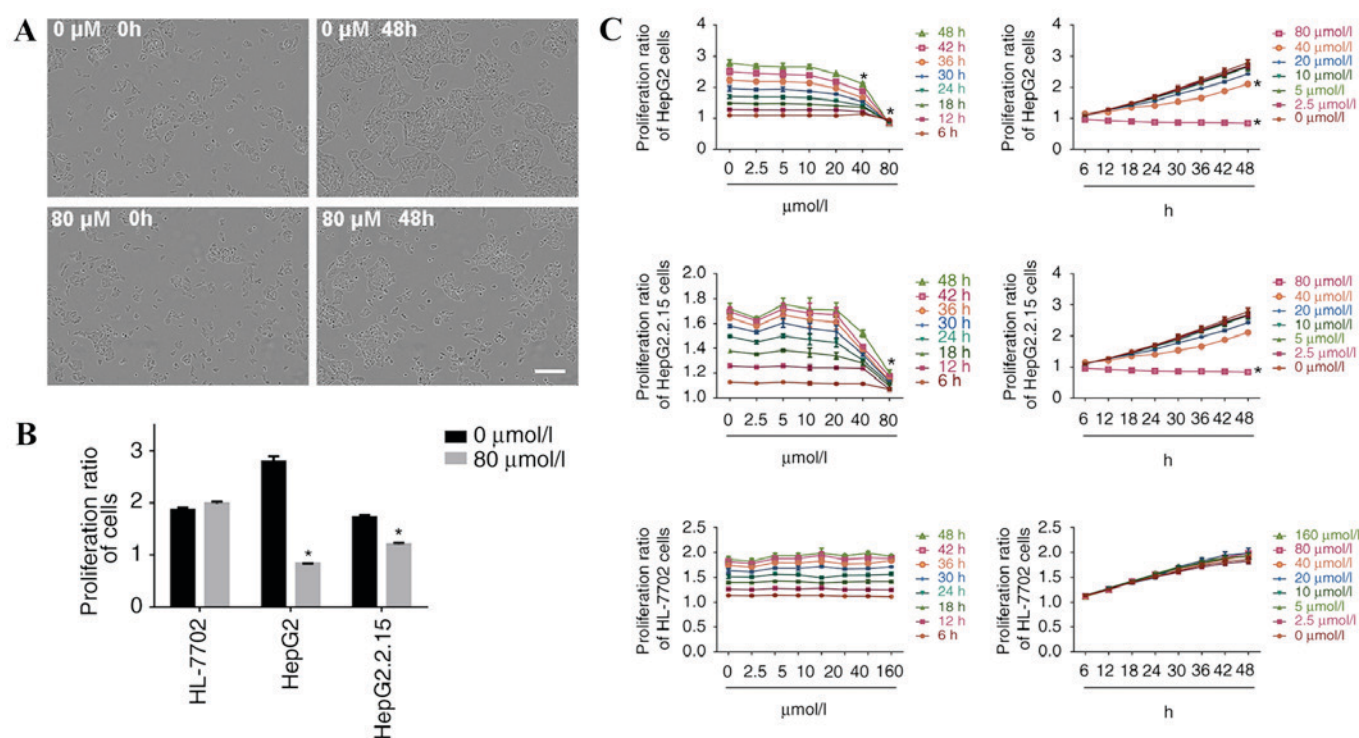 A
0 µM 0h
0 µM 48h
80 µM 0h
80 µM 48h
B
Proliferation ratio
of cells
3
2
1
0
0 µmol/l
80 µmol/l
*
*
HL-7702
HepG2
HepG2.2.15
C
Proliferation ratio
of HepG2 cells
4
3
2
1
0
*
*
0 2.5 5 10 20 40 80
µmol/l
48 h
42 h
36 h
30 h
24 h
18 h
12 h
6 h
Proliferation ratio
of HepG2 cells
4
3
2
1
0
*
*
6 12 18 24 30 36 42 48
h
80 µmol/l
40 µmol/l
20 µmol/l
10 µmol/l
5 µmol/l
2.5 µmol/l
0 µmol/l
Proliferation ratio
of HepG2.2.15 cells
2.0
1.8
1.6
1.4
1.2
1.0
*
0 2.5 5 10 20 40 80
µmol/l
48 h
42 h
36 h
30 h
24 h
18 h
12 h
6 h
Proliferation ratio
of HepG2.2.15 cells
4
3
2
1
0
*
6 12 18 24 30 36 42 48
h
80 µmol/l
40 µmol/l
20 µmol/l
10 µmol/l
5 µmol/l
2.5 µmol/l
0 µmol/l
Proliferation ratio
of HL-7702 cells
2.5
2.0
1.5
1.0
2.5
2.0
0 2.5 5 10 20 40 160
µmol/l
48 h
42 h
36 h
30 h
24 h
18 h
12 h
6 h
Proliferation ratio
of HL-7702 cells
2.5
2.0
1.5
1.0
2.5
2.0
6 12 18 24 30 36 42 48
h
160 µmol/l
80 µmol/l
40 µmol/l
20 µmol/l
10 µmol/l
5 µmol/l
2.5 µmol/l
0 µmol/l